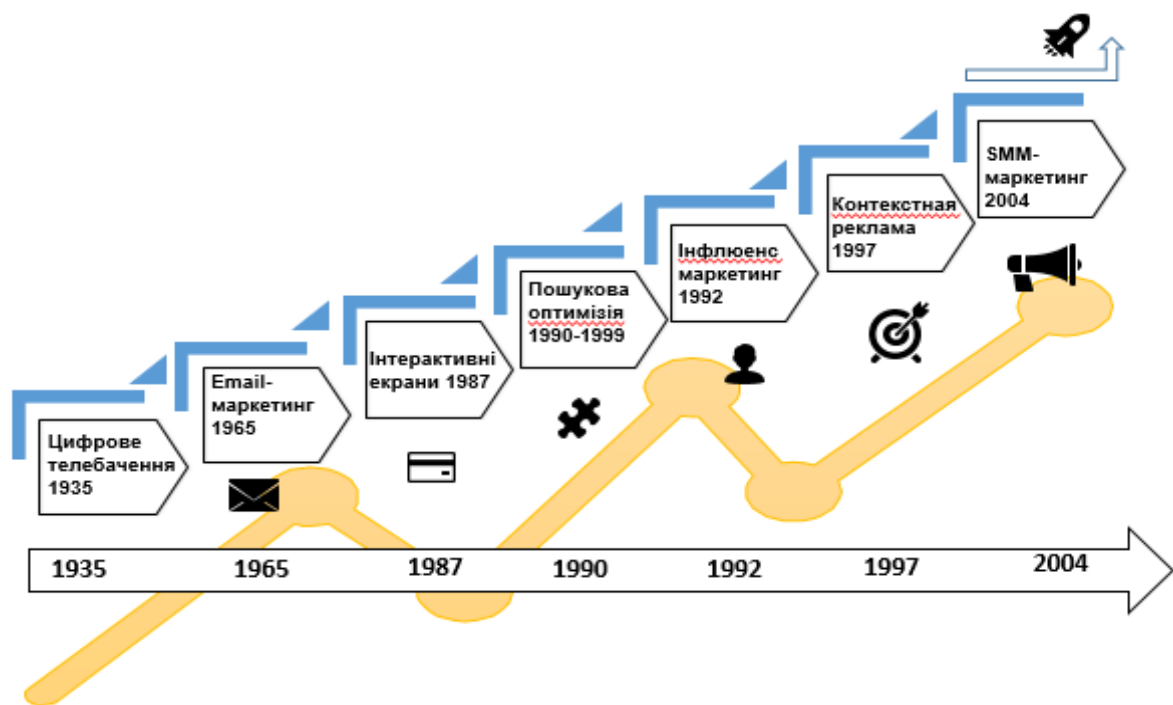 Цифрове
телебачення
1935
Email-
маркетинг
1965
Інтерактивні
екрани 1987
Пошукова
оптимізія
1990-1999
Інфлюенс
маркетинг
1992
Контекстная
реклама
1997
SMM-
маркетинг
2004
1935 1965 1987 1990 1992 1997 2004